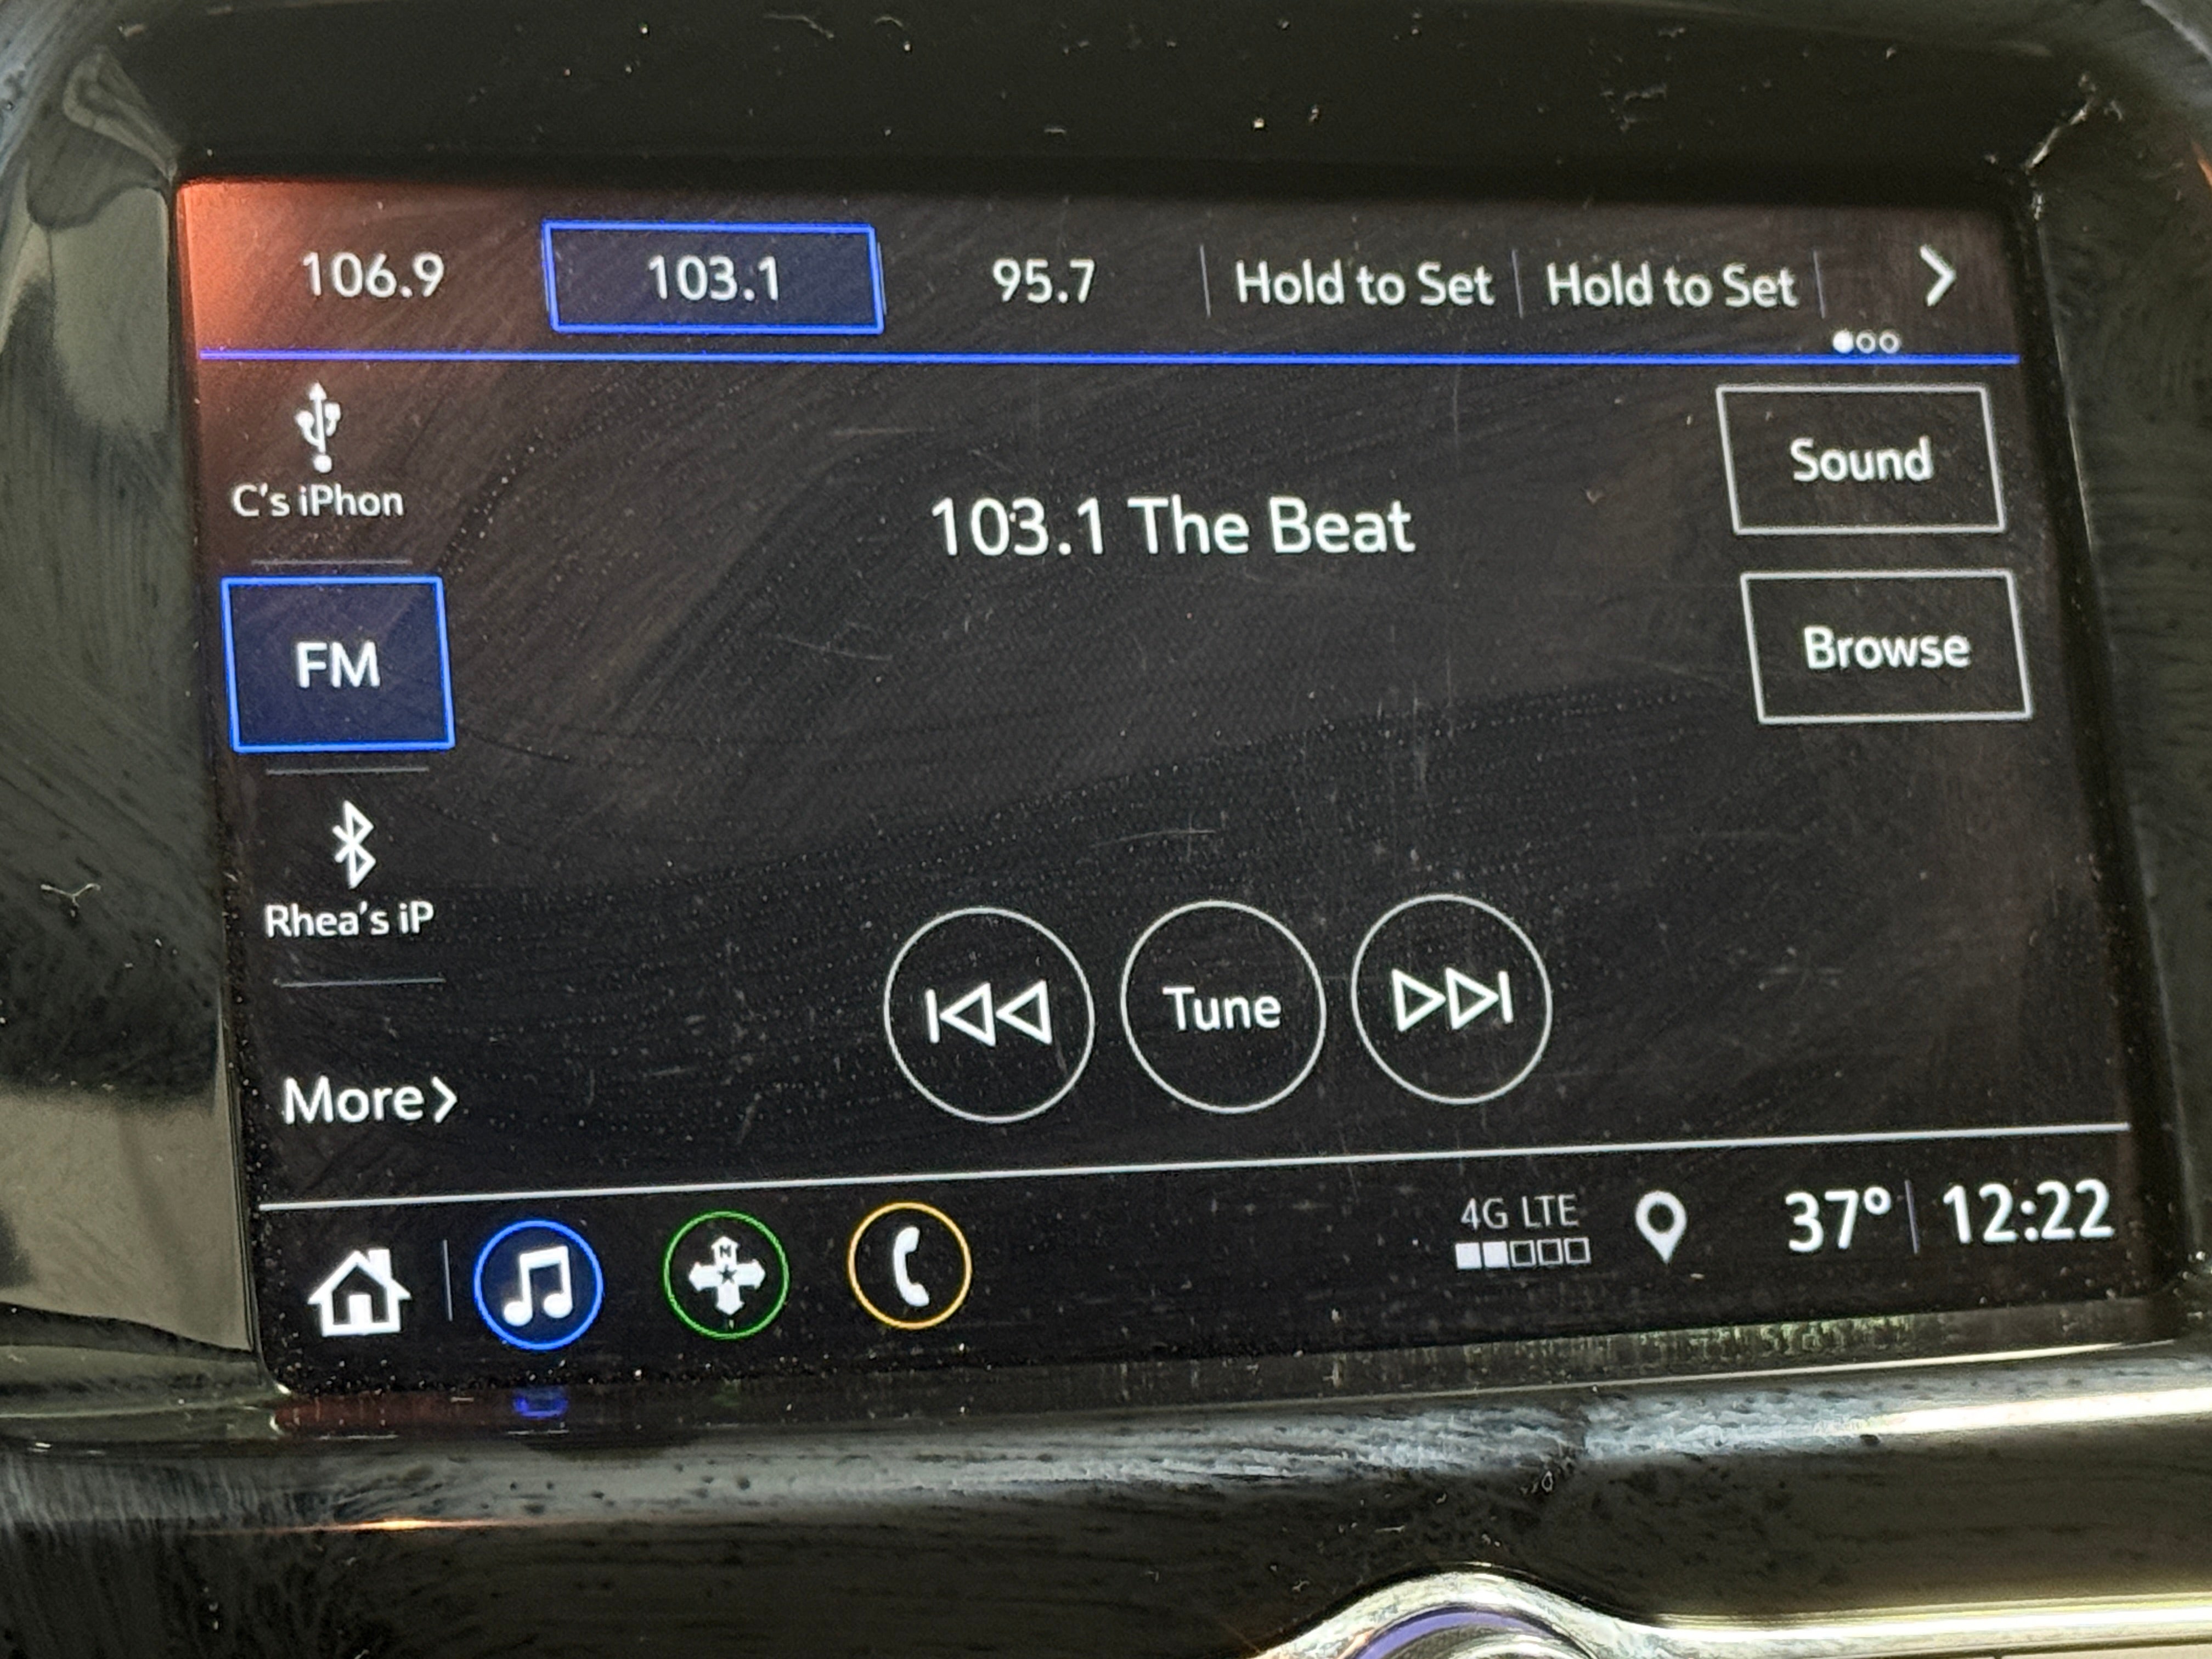 106.9 103.1 95.7 Hold to Set Hold to Set
C's iPhon
Sound
103.1 The Beat
FM
Browse
Rhea's iP
Tune
More
4G LTE
37° 12:22
N